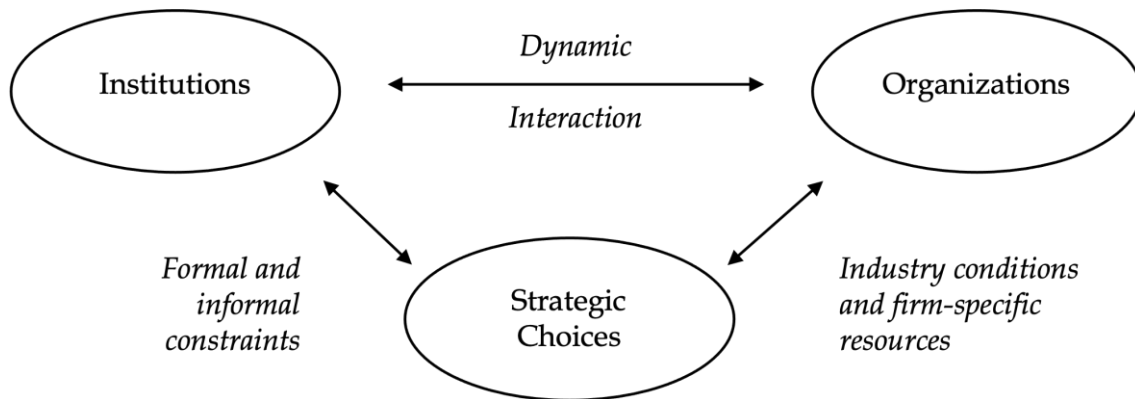 Dynamic
Institutions
Organizations
Interaction
Formal and
informal
constraints
Strategic
Choices
Industry conditions
and firm-specific
resources